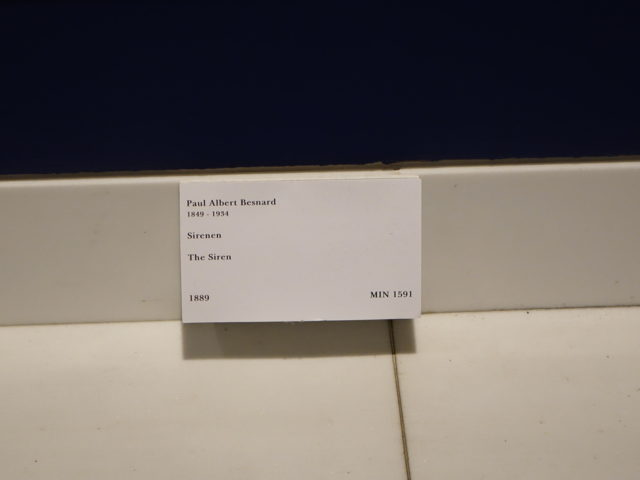 Paul Albert Besnard
1849 - 1934
Sirenen
The Siren
1889
MIN 1591